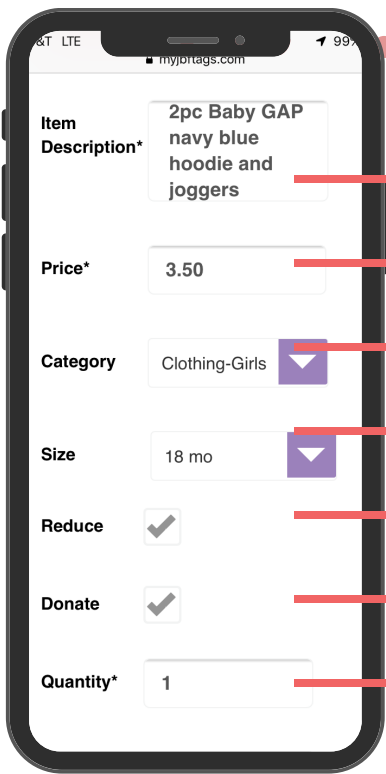 LTE 99%
myjbftags.com
Item
Description*
2pc Baby GAP
navy blue
hoodie and
joggers
Price*
3.50
Category
Clothing-Girls
Size
18 mo
Reduce
Donate
Quantity*
1